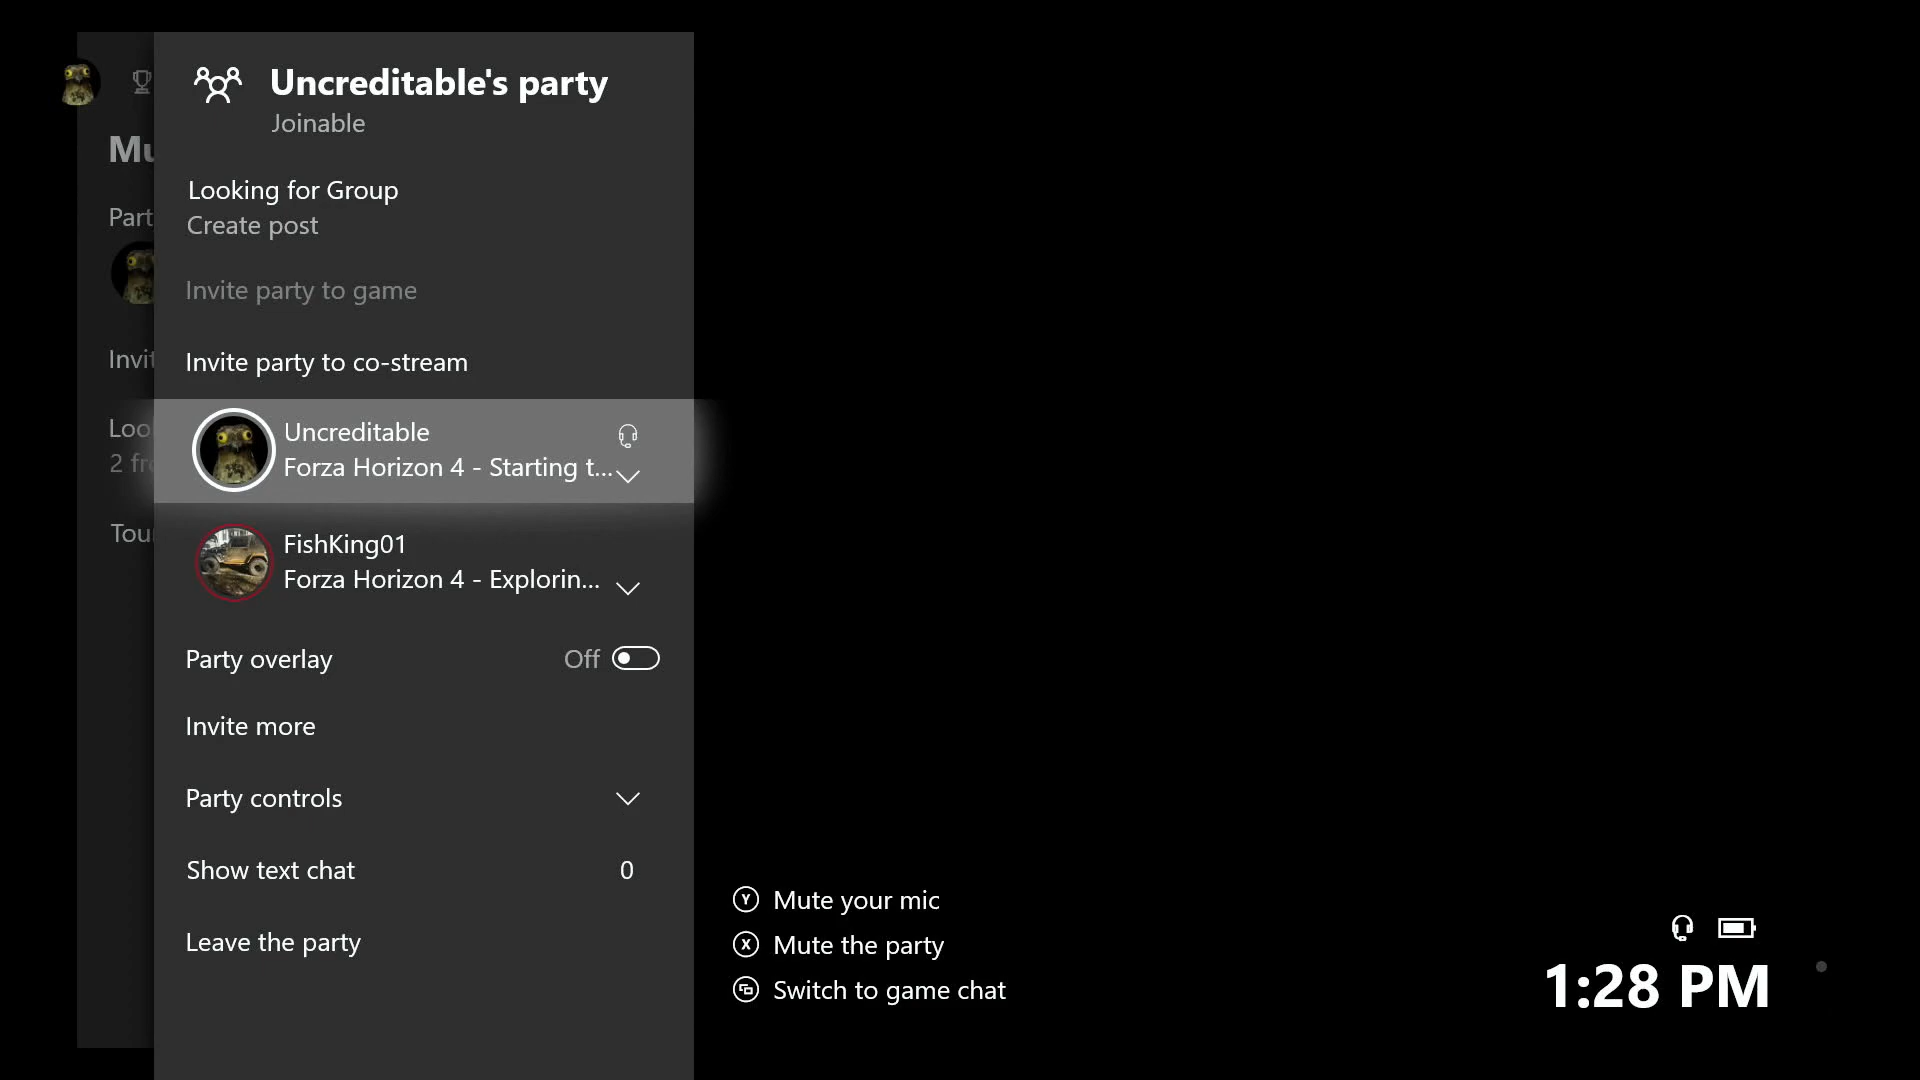 Uncreditable's party
Joinable
Looking for Group
Create post
Invite party to game
Invite party to co-stream
Uncreditable
Forza Horizon 4 - Starting t...
FishKing01
Forza Horizon 4 - Explorin...
Party overlay
Off
Invite more
Party controls
Show text chat
0
Leave the party
Mu
Part
Invit
Loo
2 fr
Tour
Y Mute your mic
X Mute the party
Switch to game chat
1:28 PM